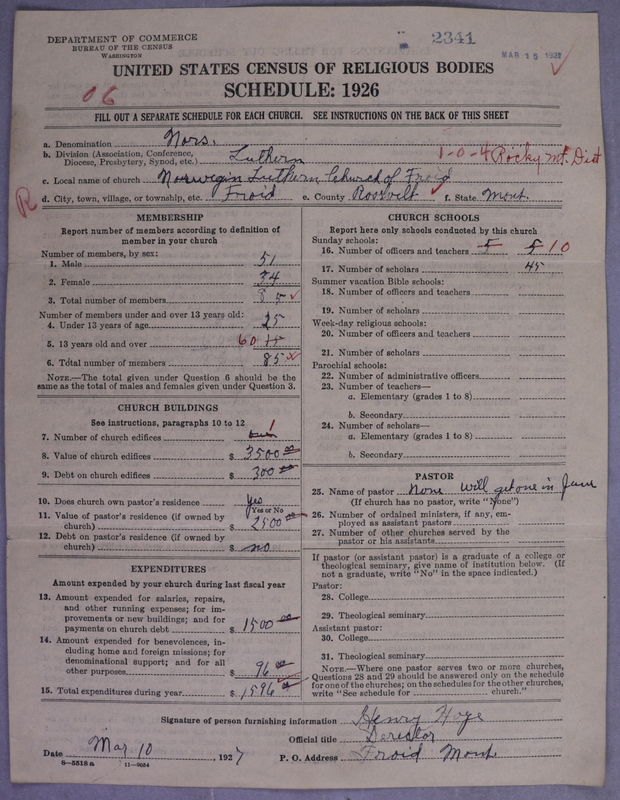 DEPARTMENT OF COMMERCE
BUREAU OF THE CENSUS
WASHINGTON
2341
MAR 15 192
UNITED STATES CENSUS OF RELIGIOUS BODIES
SCHEDULE: 1926
06
FILL OUT A SEPARATE SCHEDULE FOR EACH CHURCH. SEE INSTRUCTIONS ON THE BACK OF THIS SHEET
a. Denomination Nors.
b. Division (Association, Conference, Diocese, Presbytery, Synod, etc.) Luthern 1-0-4 Rocky Mt. Dist
c. Local name of church Norwegin Luthern Church of Froid
d. City, town, village, or township, etc. Froid e. County Roosvilt f. State Mont.
R
MEMBERSHIP
Report number of members according to definition of
member in your church
Number of members, by sex:
1. Male 51
2. Female 34
3. Total number of members 85
Number of members under and over 13 years old:
4. Under 13 years of age 25
5. 13 years old and over 60
6. Total number of members 85
NOTE.—The total given under Question 6 should be the
same as the total of males and females given under Question 3.
CHURCH BUILDINGS
See instructions, paragraphs 10 to 12
7. Number of church edifices 1
8. Value of church edifices $ 3500 00
9. Debt on church edifices $ 300 00
10. Does church own pastor's residence Yes
Yes or No
11. Value of pastor's residence (if owned by
church) $ 2500 00
12. Debt on pastor's residence (if owned by
church) $ no
EXPENDITURES
Amount expended by your church during last fiscal year
13. Amount expended for salaries, repairs,
and other running expenses; for im-
provements or new buildings; and for
payments on church debt $ 1500 00
14. Amount expended for benevolences, in-
cluding home and foreign missions; for
denominational support; and for all
other purposes $ 96 00
15. Total expenditures during year $ 1596 00
CHURCH SCHOOLS
Report here only schools conducted by this church
Sunday schools:
16. Number of officers and teachers 5 5 10
17. Number of scholars 45
Summer vacation Bible schools:
18. Number of officers and teachers
19. Number of scholars
Week-day religious schools:
20. Number of officers and teachers
21. Number of scholars
Parochial schools:
22. Number of administrative officers
23. Number of teachers—
a. Elementary (grades 1 to 8)
b. Secondary
24. Number of scholars—
a. Elementary (grades 1 to 8)
b. Secondary
PASTOR
25. Name of pastor None will get one in June
(If church has no pastor, write "None")
26. Number of ordained ministers, if any, em-
ployed as assistant pastors
27. Number of other churches served by the
pastor or his assistants
If pastor (or assistant pastor) is a graduate of a college or
theological seminary, give name of institution below. (If
not a graduate, write "No" in the space indicated.)
Pastor:
28. College
29. Theological seminary
Assistant pastor:
30. College
31. Theological seminary
NOTE.—Where one pastor serves two or more churches,
Questions 28 and 29 should be answered only on the schedule
for one of the churches; on the schedules for the other churches,
write "See schedule for church."
Signature of person furnishing information Henry Hoge
Official title Derector
Date Mar 10, 1927 P. O. Address Froid Mont
8—5518 a 11—9054